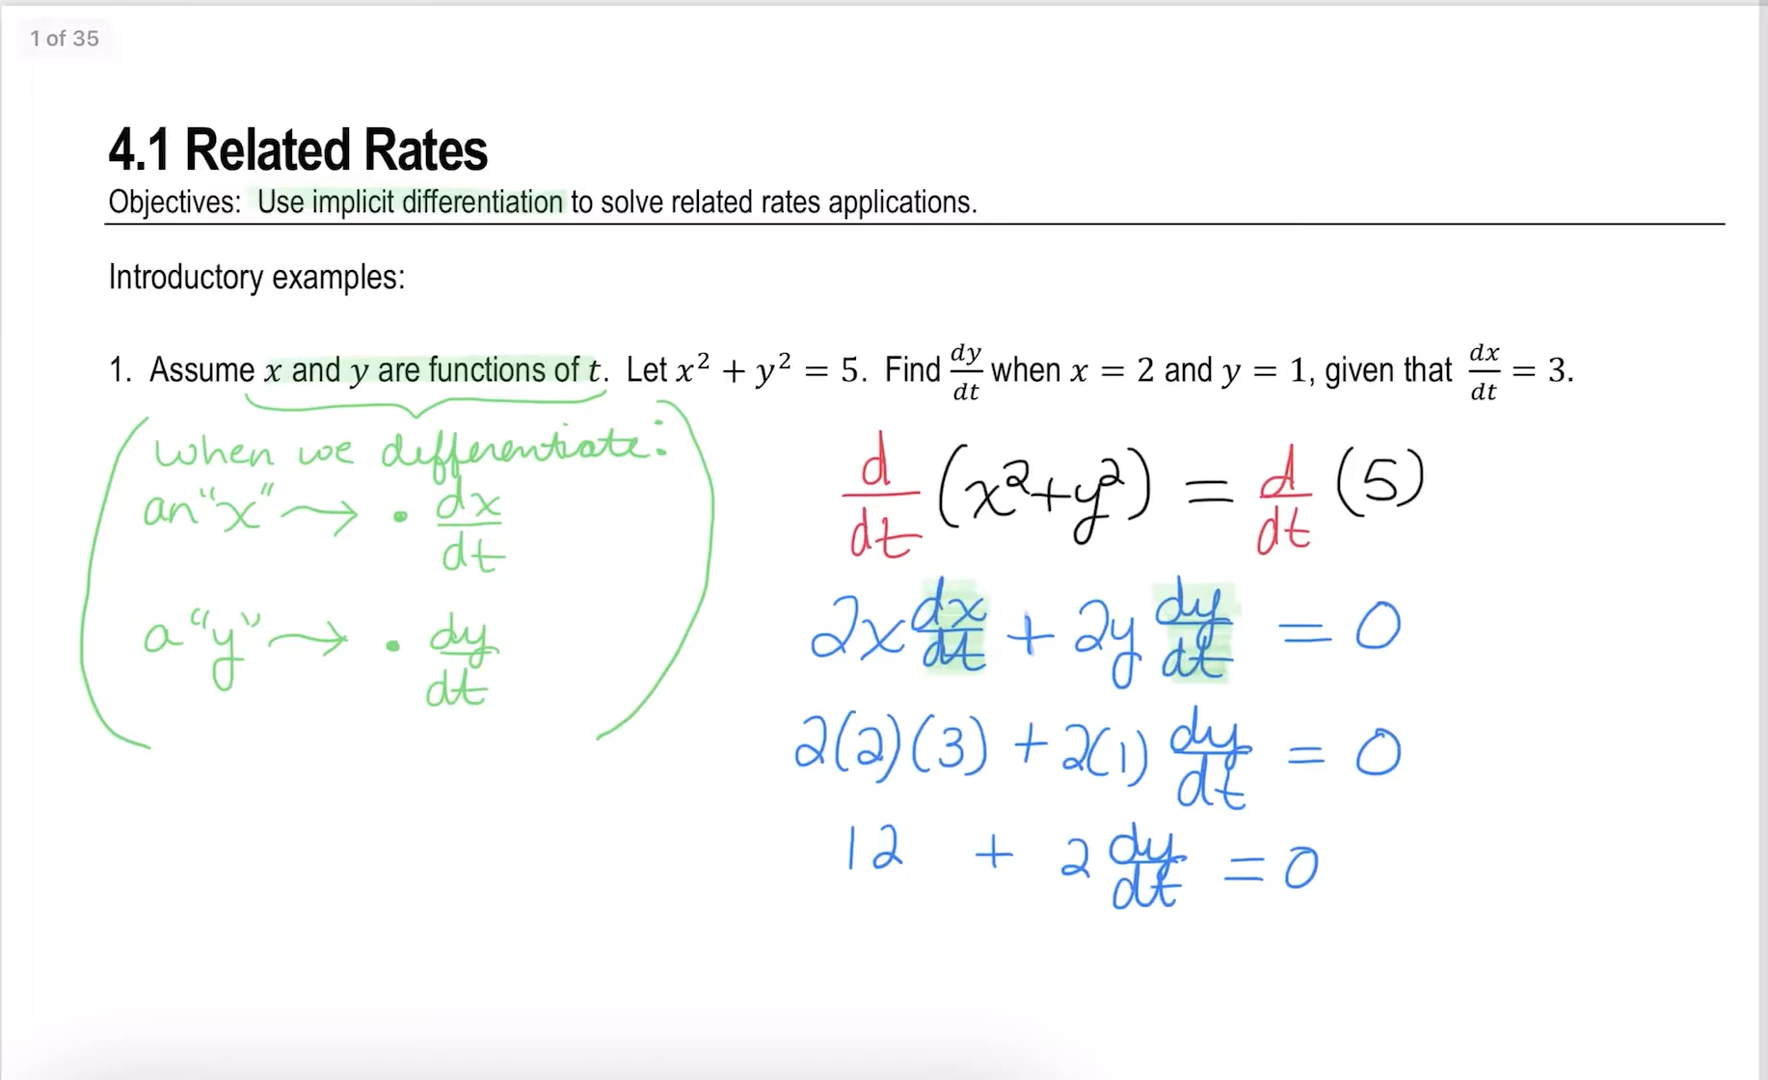 1 of 35
4.1 Related Rates
Objectives: Use implicit differentiation to solve related rates applications.
Introductory examples:
1. Assume x and y are functions of t. Let x² + y² = 5. Find dy/dt when x = 2 and y = 1, given that dx/dt = 3.
when we differentiate:
an "x" → · dx/dt
a "y" → · dy/dt
d/dt (x²+y²) = d/dt (5)
2x dx/dt + 2y dy/dt = 0
2(2)(3) + 2(1) dy/dt = 0
12 + 2 dy/dt = 0